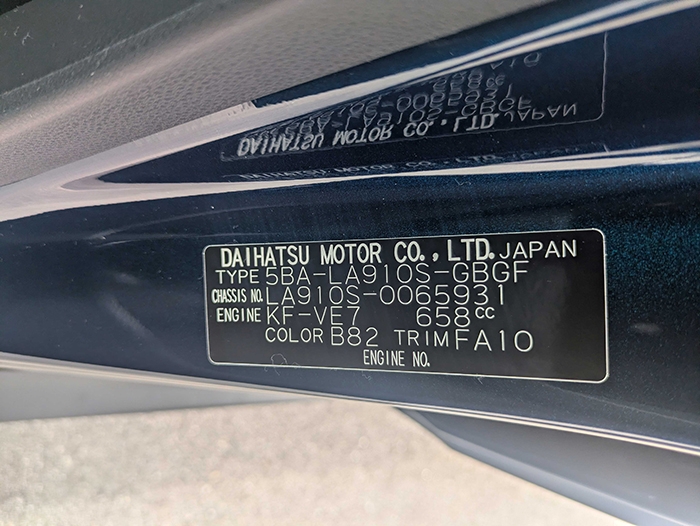 DAIHATSU MOTOR CO., LTD. JAPAN
TYPE 5BA-LA910S-GBGF
CHASSIS NO. LA910S-0065931
ENGINE KF-VE7 658cc
COLOR B82 TRIM FA10
ENGINE NO.